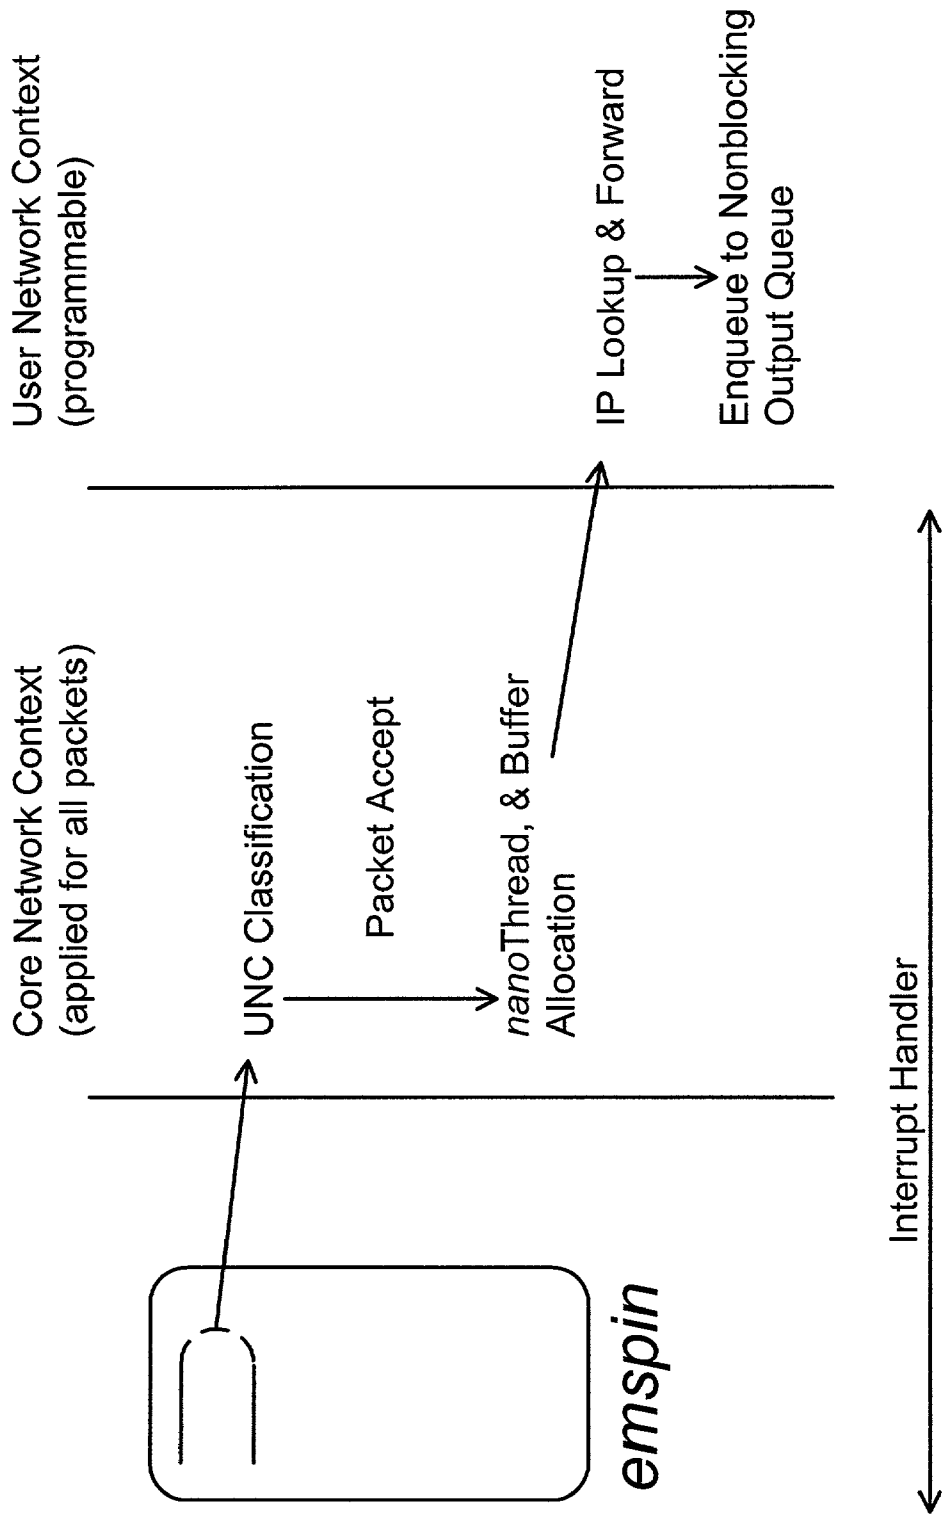 Core Network Context
(applied for all packets)
User Network Context
(programmable)
UNC Classification
Packet Accept
nanoThread, & Buffer
Allocation
IP Lookup & Forward
Enqueue to Nonblocking
Output Queue
emspin
Interrupt Handler